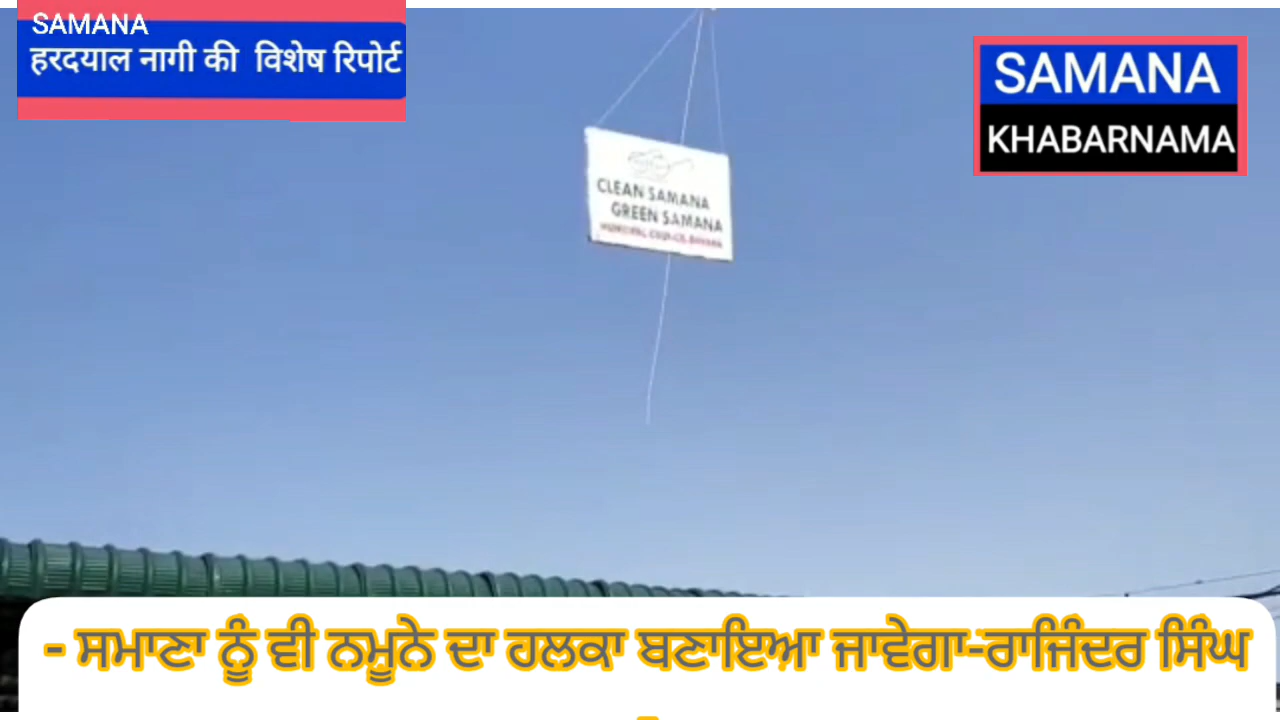 SAMANA
हरदयाल नागी की विशेष रिपोर्ट
SAMANA
KHABARNAMA
CLEAN SAMANA
GREEN SAMANA
- ਸਮਾਣਾ ਨੂੰ ਵੀ ਨਮੂਨੇ ਦਾ ਹਲਕਾ ਬਣਾਇਆ ਜਾਵੇਗਾ-ਰਾਜਿੰਦਰ ਸਿੰਘ